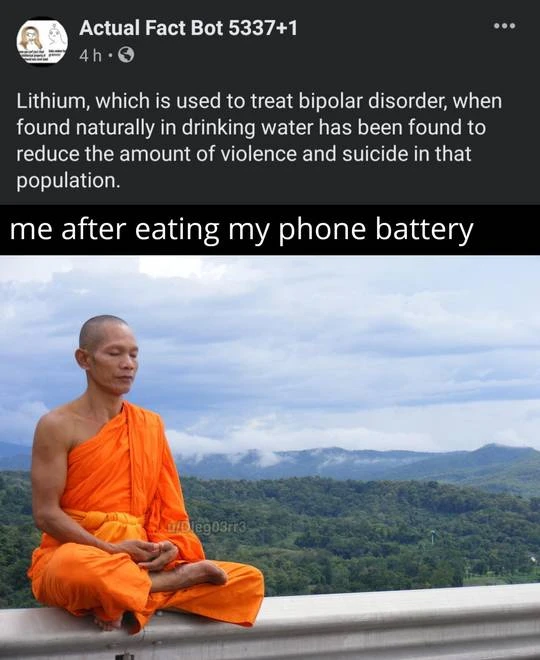 Actual Fact Bot 5337+1
4 h ·
Lithium, which is used to treat bipolar disorder, when
found naturally in drinking water has been found to
reduce the amount of violence and suicide in that
population.
me after eating my phone battery
u/Dieg03rr3